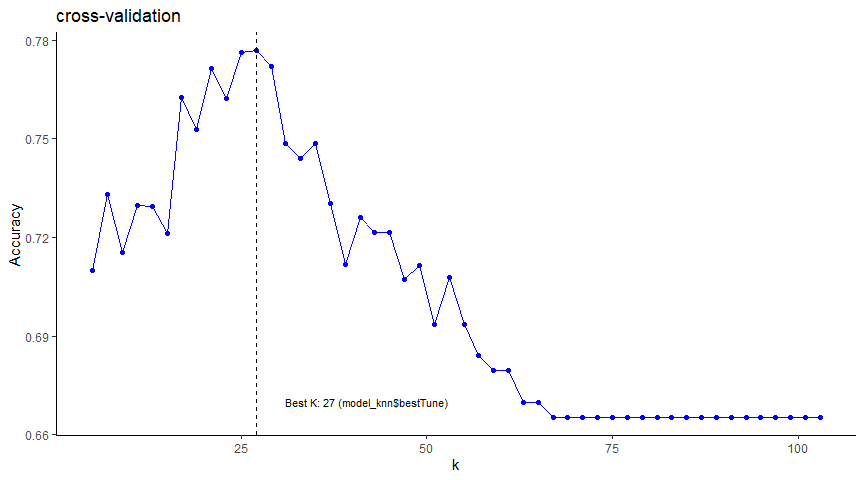 cross-validation
0.78
0.75
0.72
0.69
0.66
Accuracy
Best K: 27 (model_knn$bestTune)
25
50
75
100
k